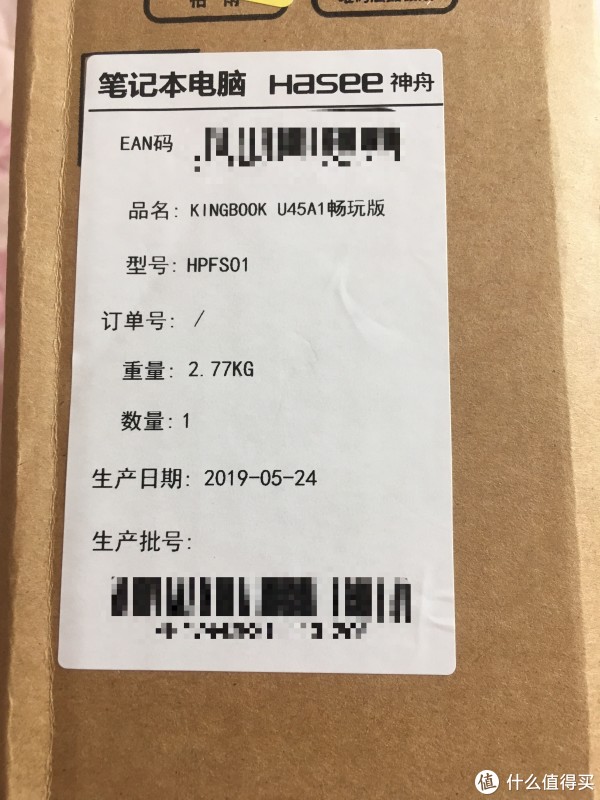 笔记本电脑 Hasee 神舟
EAN码
品名: KINGBOOK U45A1畅玩版
型号: HPFS01
订单号: /
重量: 2.77KG
数量: 1
生产日期: 2019-05-24
生产批号:
值 什么值得买